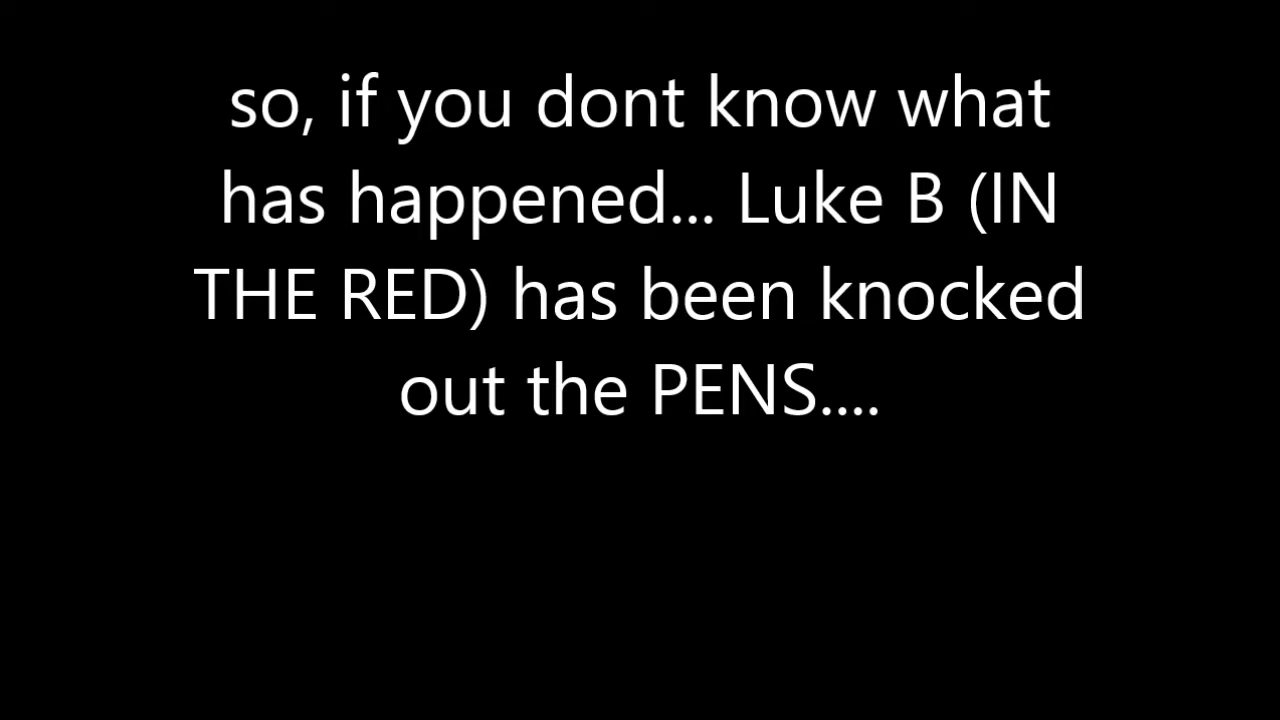 so, if you dont know what
has happened... Luke B (IN
THE RED) has been knocked
out the PENS....